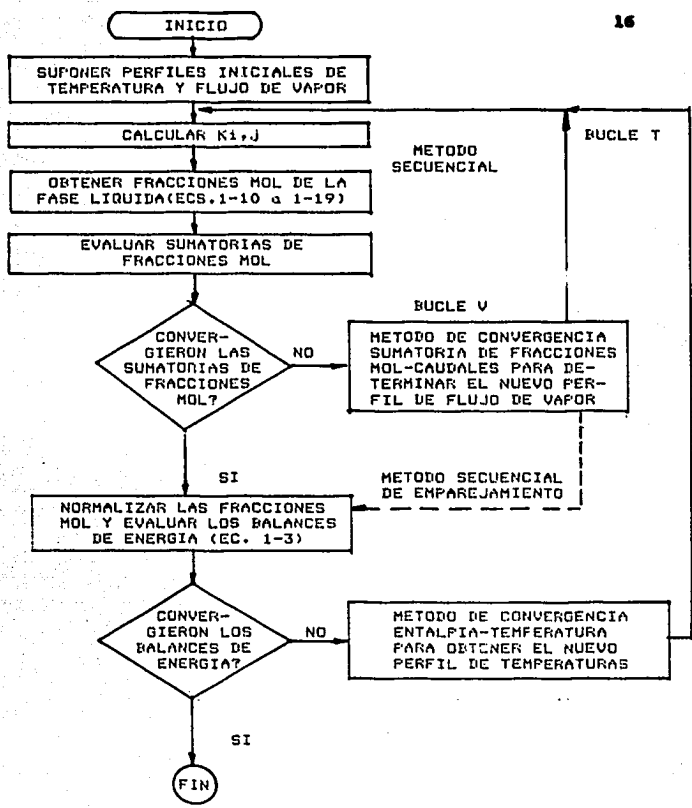 16
INICIO
SUPONER PERFILES INICIALES DE
TEMPERATURA Y FLUJO DE VAPOR
CALCULAR Ki,J
BUCLE T
METODO
SECUENCIAL
OBTENER FRACCIONES MOL DE LA
FASE LIQUIDA(ECS.1-10 a 1-19)
EVALUAR SUMATORIAS DE
FRACCIONES MOL
BUCLE V
CONVER-
GIERON LAS
SUMATORIAS DE
FRACCIONES
MOL?
NO
METODO DE CONVERGENCIA
SUMATORIA DE FRACCIONES
MOL-CAUDALES PARA DE-
TERMINAR EL NUEVO PER-
FIL DE FLUJO DE VAPOR
SI
METODO SECUENCIAL
DE EMPAREJAMIENTO
NORMALIZAR LAS FRACCIONES
MOL Y EVALUAR LOS BALANCES
DE ENERGIA (EC. 1-3)
CONVER-
GIERON LOS
BALANCES DE
ENERGIA?
NO
METODO DE CONVERGENCIA
ENTALPIA-TEMPERATURA
PARA OBTENER EL NUEVO
PERFIL DE TEMPERATURAS
SI
FIN